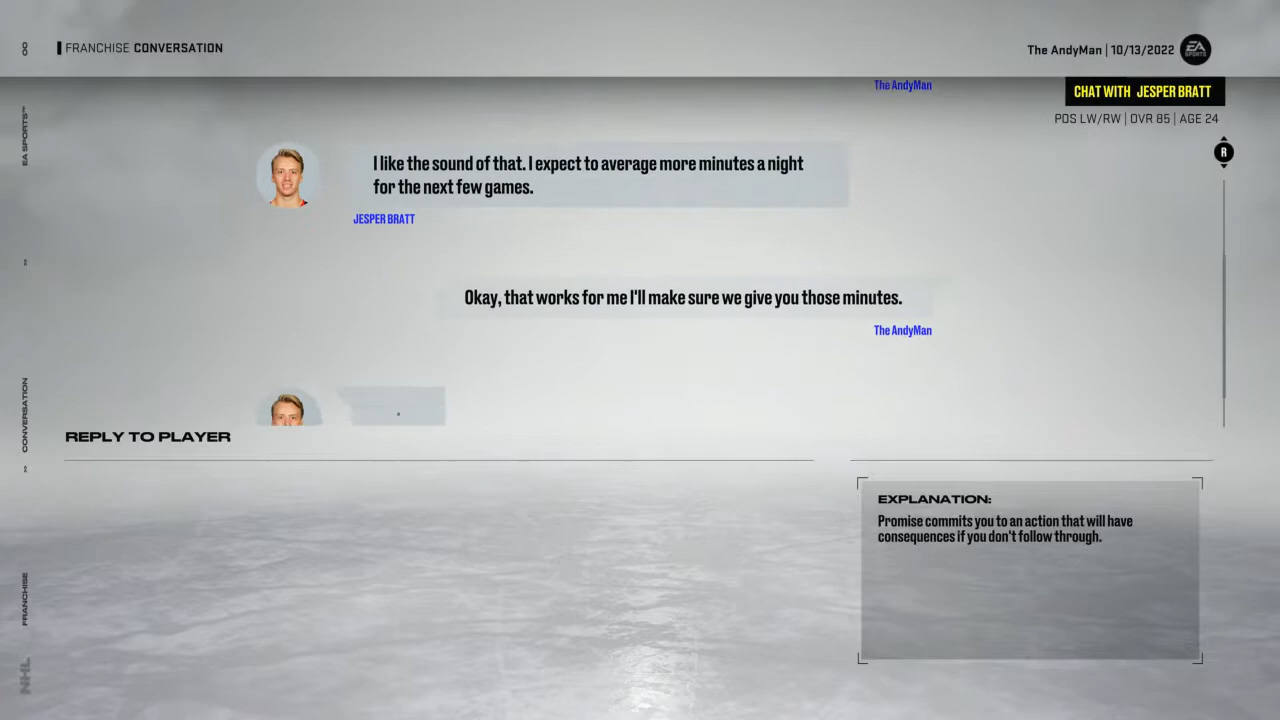 FRANCHISE CONVERSATION
The AndyMan | 10/13/2022
EA SPORTS
The AndyMan
CHAT WITH JESPER BRATT
POS LW/RW | OVR 85 | AGE 24
R
I like the sound of that. I expect to average more minutes a night
for the next few games.
JESPER BRATT
Okay, that works for me I'll make sure we give you those minutes.
The AndyMan
REPLY TO PLAYER
EXPLANATION:
Promise commits you to an action that will have
consequences if you don't follow through.
EA SPORTS™
CONVERSATION
FRANCHISE
NHL